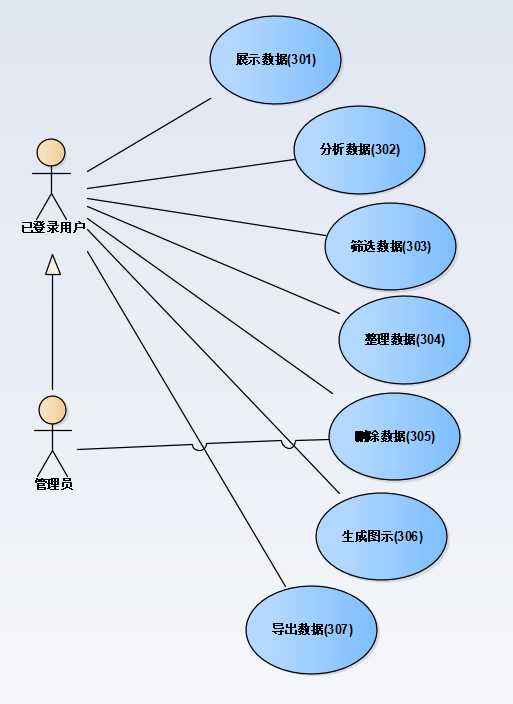 展示数据(301)
分析数据(302)
已登录用户
筛选数据(303)
整理数据(304)
删除数据(305)
管理员
生成图示(306)
导出数据(307)